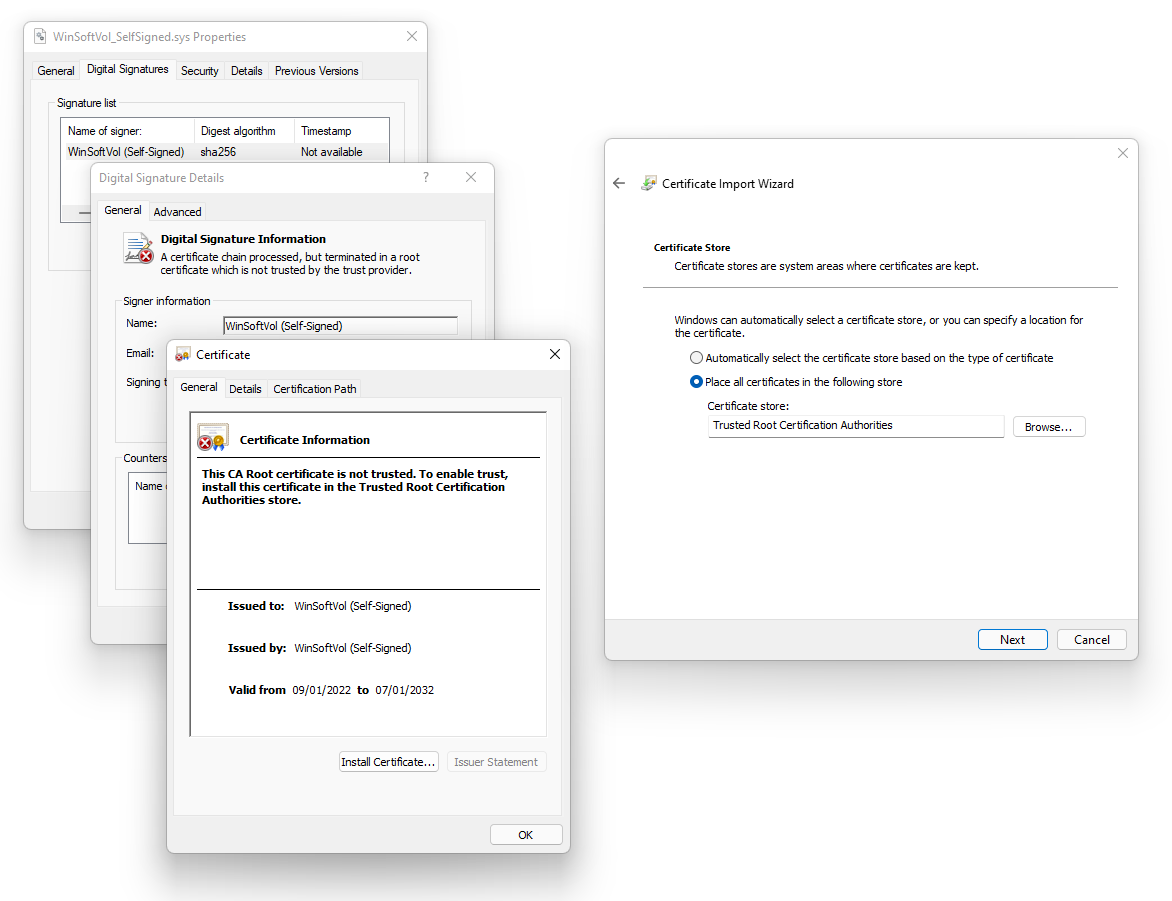 WinSoftVol_SelfSigned.sys Properties
General Digital Signatures Security Details Previous Versions
Signature list
Name of signer: Digest algorithm Timestamp
WinSoftVol (Self-Signed) sha256 Not available
Digital Signature Details ?
General Advanced
Digital Signature Information
A certificate chain processed, but terminated in a root
certificate which is not trusted by the trust provider.
Signer information
Name: WinSoftVol (Self-Signed)
Email:
Signing
Counters
Name
Certificate
General Details Certification Path
Certificate Information
This CA Root certificate is not trusted. To enable trust,
install this certificate in the Trusted Root Certification
Authorities store.
Issued to: WinSoftVol (Self-Signed)
Issued by: WinSoftVol (Self-Signed)
Valid from 09/01/2022 to 07/01/2032
Install Certificate... Issuer Statement
OK
Certificate Import Wizard
Certificate Store
Certificate stores are system areas where certificates are kept.
Windows can automatically select a certificate store, or you can specify a location for
the certificate.
Automatically select the certificate store based on the type of certificate
Place all certificates in the following store
Certificate store:
Trusted Root Certification Authorities Browse...
Next Cancel